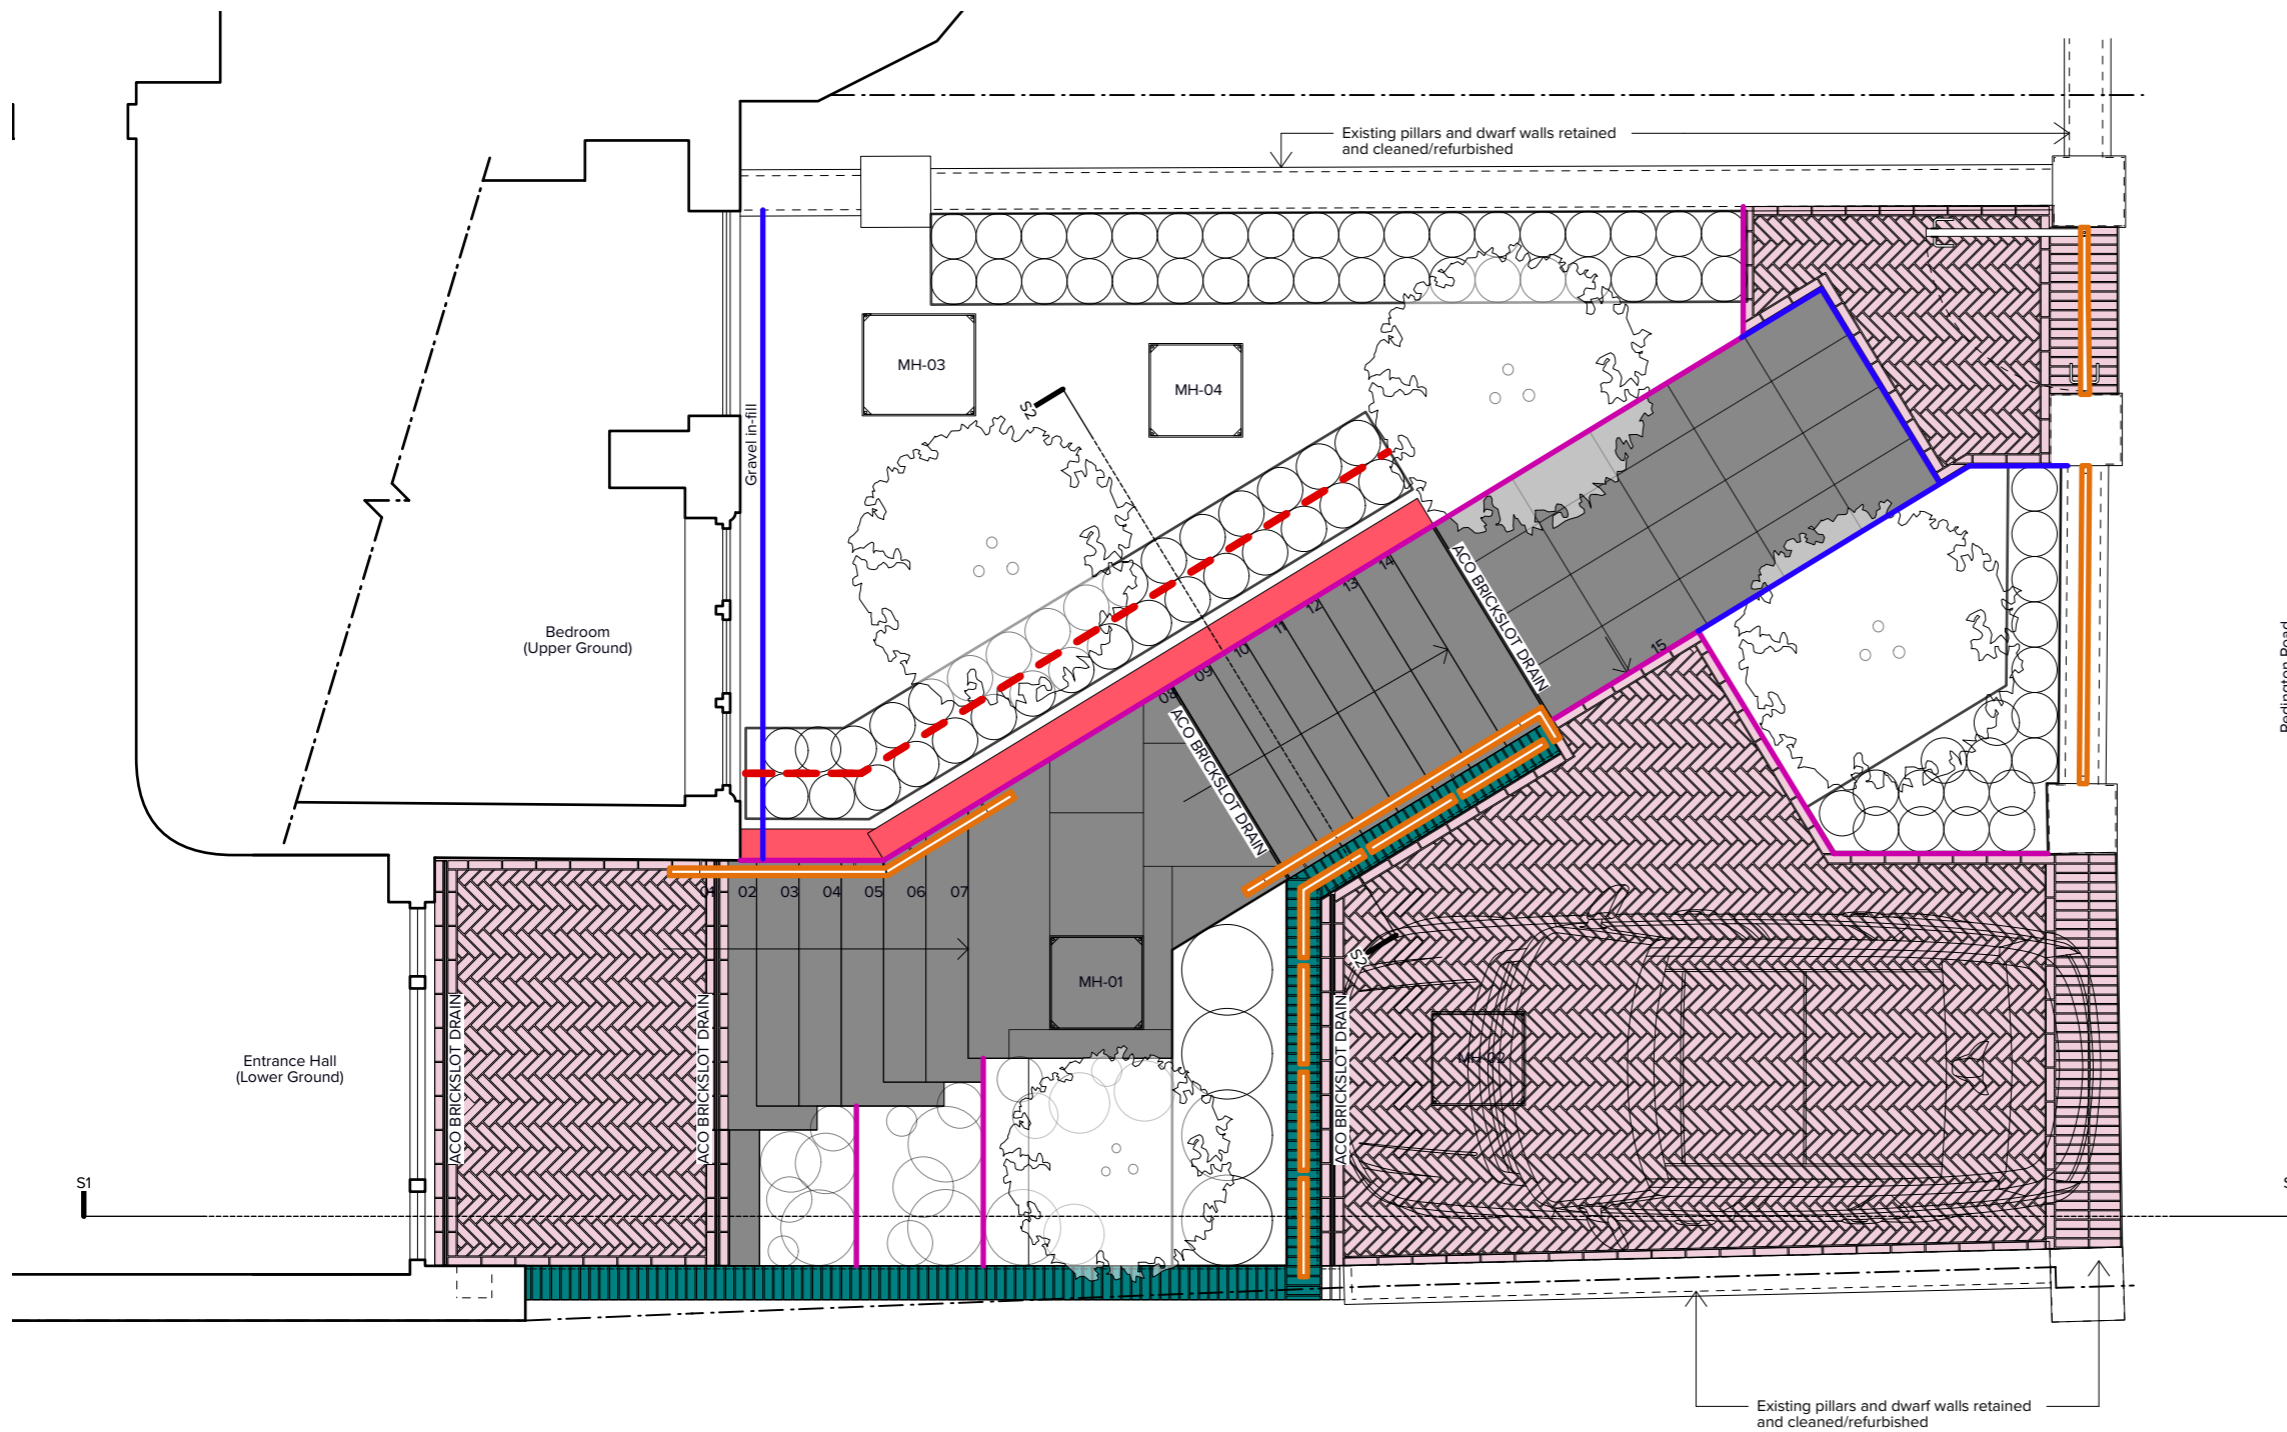 Existing pillars and dwarf walls retained
and cleaned/refurbished
MH-03
MH-04
S2
Gravel in-fill
Bedroom
(Upper Ground)
ACO BRICKSLOT DRAIN
14
13
12
11
10
09
08
15
ACO BRICKSLOT DRAIN
01
02
03
04
05
06
07
S2
MH-01
MH-02
Entrance Hall
(Lower Ground)
ACO BRICKSLOT DRAIN
ACO BRICKSLOT DRAIN
ACO BRICKSLOT DRAIN
S1
Redington Road
Existing pillars and dwarf walls retained
and cleaned/refurbished